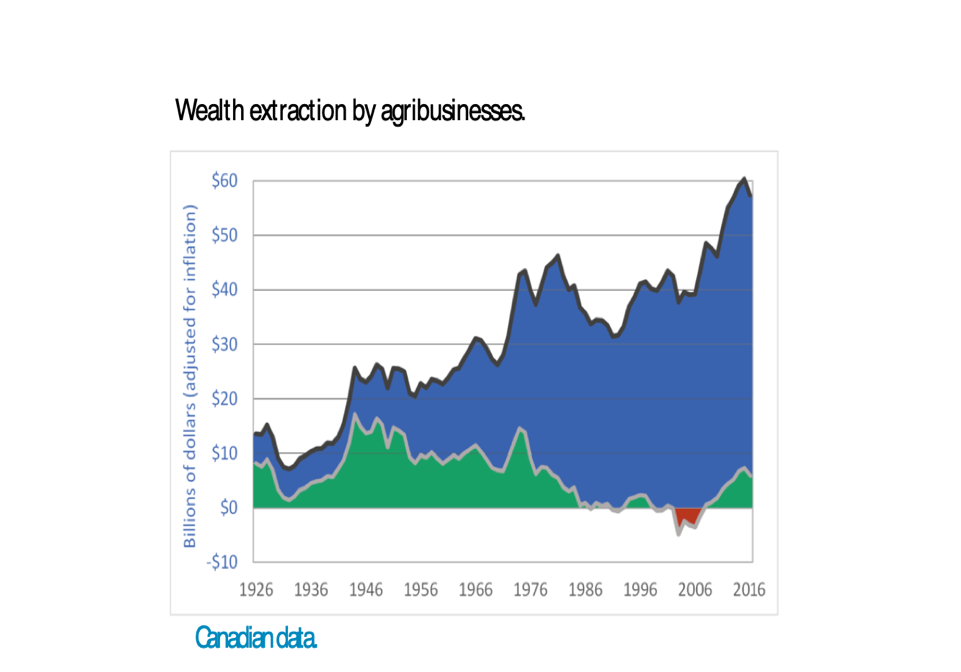 Wealth extraction by agribusinesses.
Billions of dollars (adjusted for inflation)
$60
$50
$40
$30
$20
$10
$0
-$10
1926 1936 1946 1956 1966 1976 1986 1996 2006 2016
Canadian data.